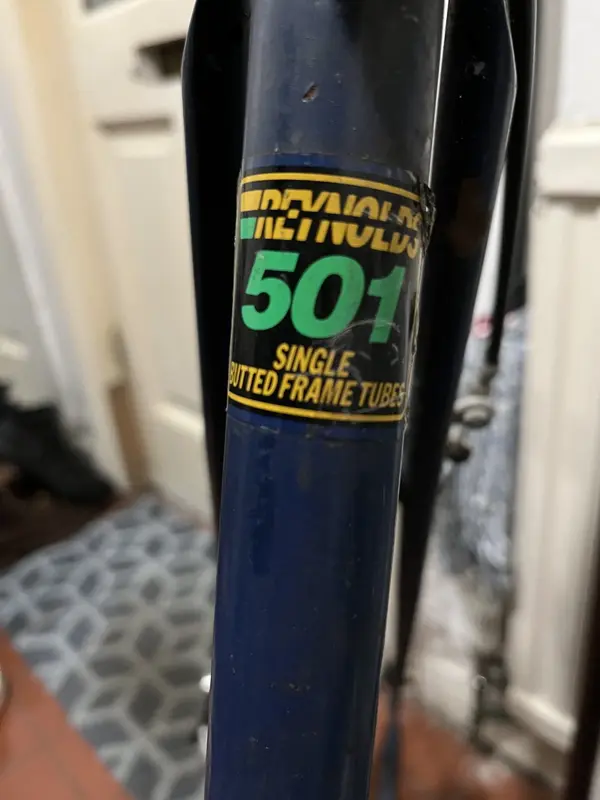 REYNOLDS
501
SINGLE
BUTTED FRAME TUBES